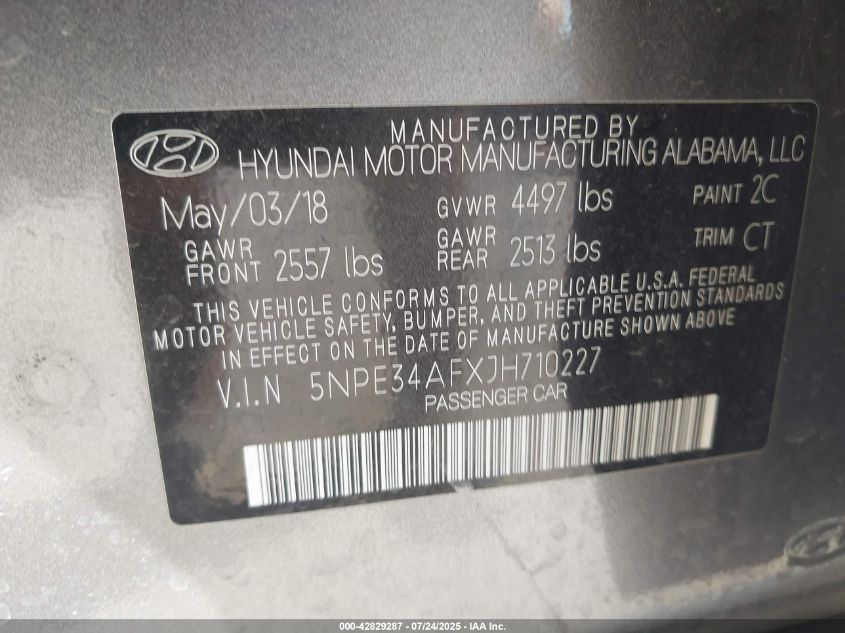 MANUFACTURED BY
HYUNDAI MOTOR MANUFACTURING ALABAMA, LLC
May/03/18 GVWR 4497 lbs PAINT 2C
GAWR FRONT 2557 lbs GAWR REAR 2513 lbs TRIM CT
THIS VEHICLE CONFORMS TO ALL APPLICABLE U.S.A. FEDERAL
MOTOR VEHICLE SAFETY, BUMPER, AND THEFT PREVENTION STANDARDS
IN EFFECT ON THE DATE OF MANUFACTURE SHOWN ABOVE
V.I.N 5NPE34AFXJH710227
PASSENGER CAR
000-42829287 - 07/24/2025 - IAA Inc.